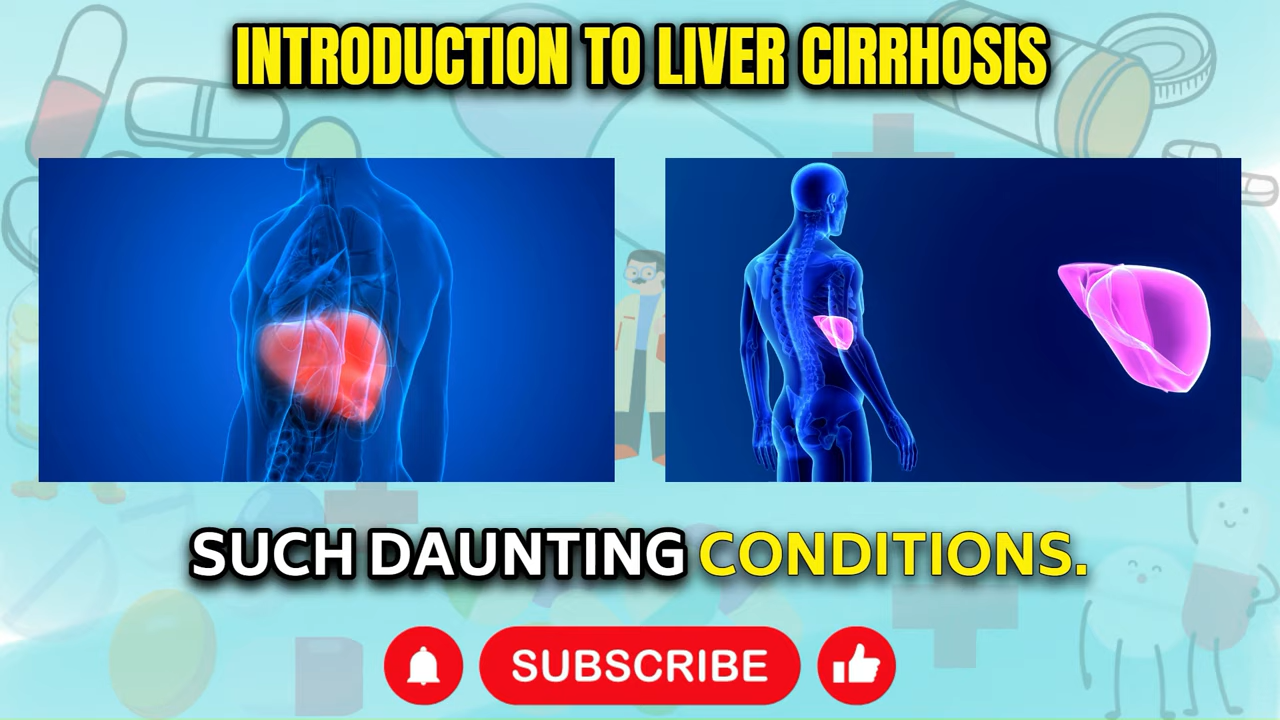 INTRODUCTION TO LIVER CIRRHOSIS
SUCH DAUNTING CONDITIONS.
SUBSCRIBE